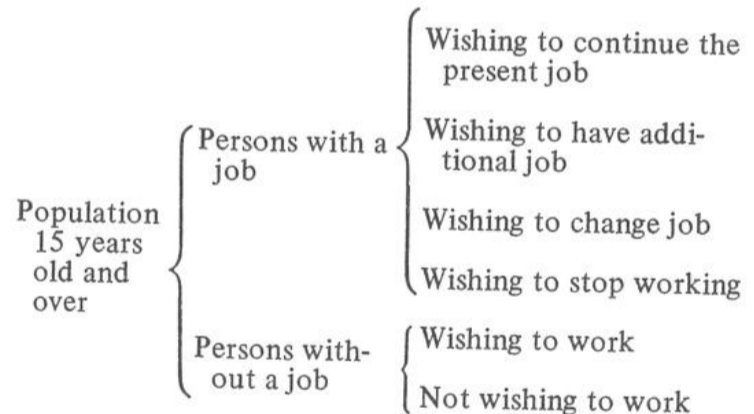 Population
15 years
old and
over
Persons with a
job
Wishing to continue the
present job
Wishing to have addi-
tional job
Wishing to change job
Wishing to stop working
Persons with-
out a job
Wishing to work
Not wishing to work